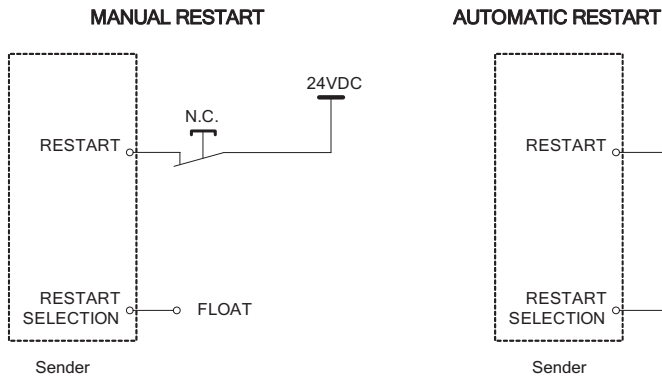 MANUAL RESTART
24VDC
N.C.
RESTART
RESTART
SELECTION
FLOAT
Sender
AUTOMATIC RESTART
RESTART
RESTART
SELECTION
Sender